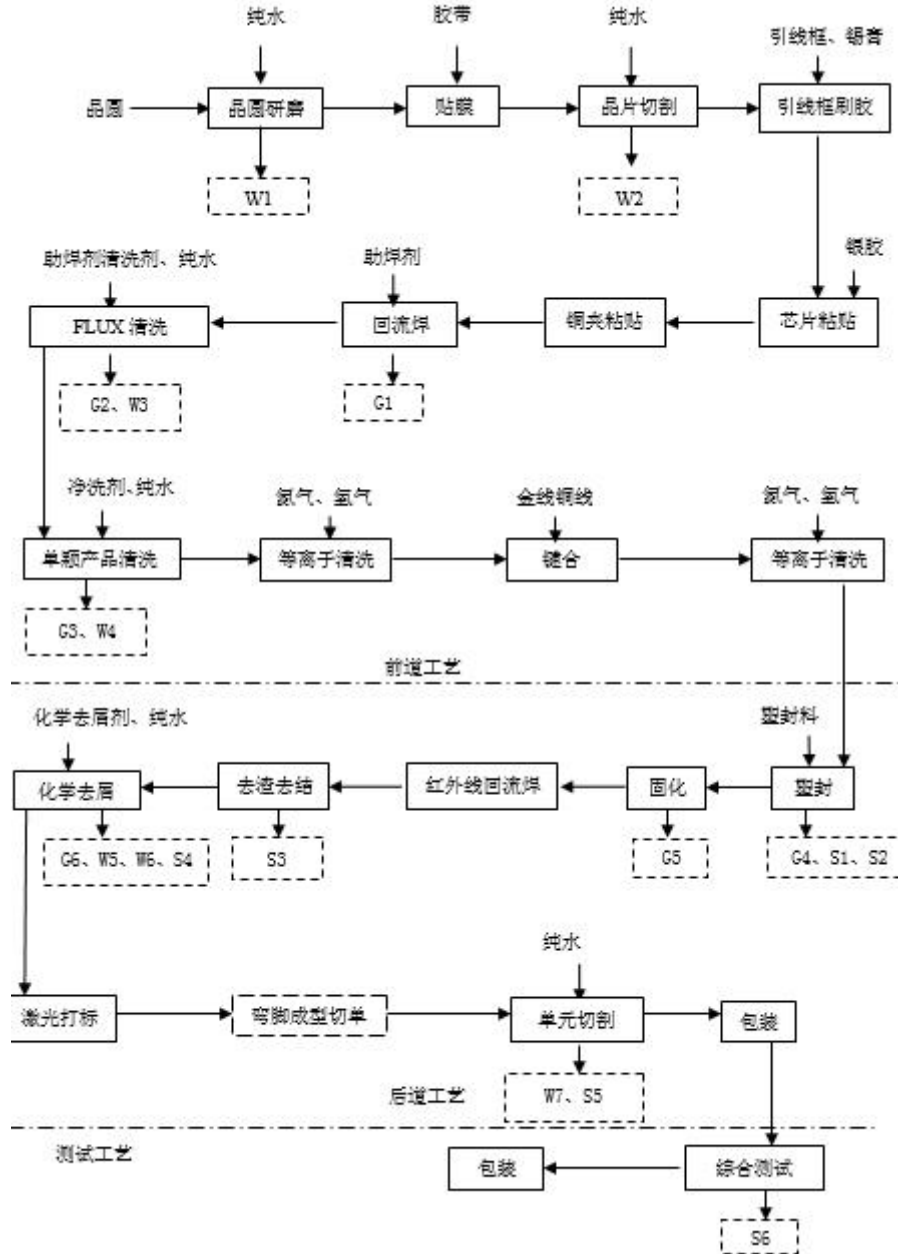 纯水
胶带
纯水
引线框、锡膏
晶圆
晶圆研磨
贴膜
晶片切割
引线框刷胶
W1
W2
助焊剂清洗剂、纯水
助焊剂
银胶
FLUX 清洗
回流焊
铜夹粘贴
芯片粘贴
G2、W3
G1
净洗剂、纯水
氮气、氢气
金线铜线
氮气、氢气
单颗产品清洗
等离子清洗
键合
等离子清洗
G3、W4
前道工艺
化学去屑剂、纯水
塑封料
化学去屑
去渣去结
红外线回流焊
固化
塑封
G6、W5、W6、S4
S3
G5
G4、S1、S2
纯水
激光打标
弯脚成型切单
单元切割
包装
后道工艺
W7、S5
测试工艺
包装
综合测试
S6